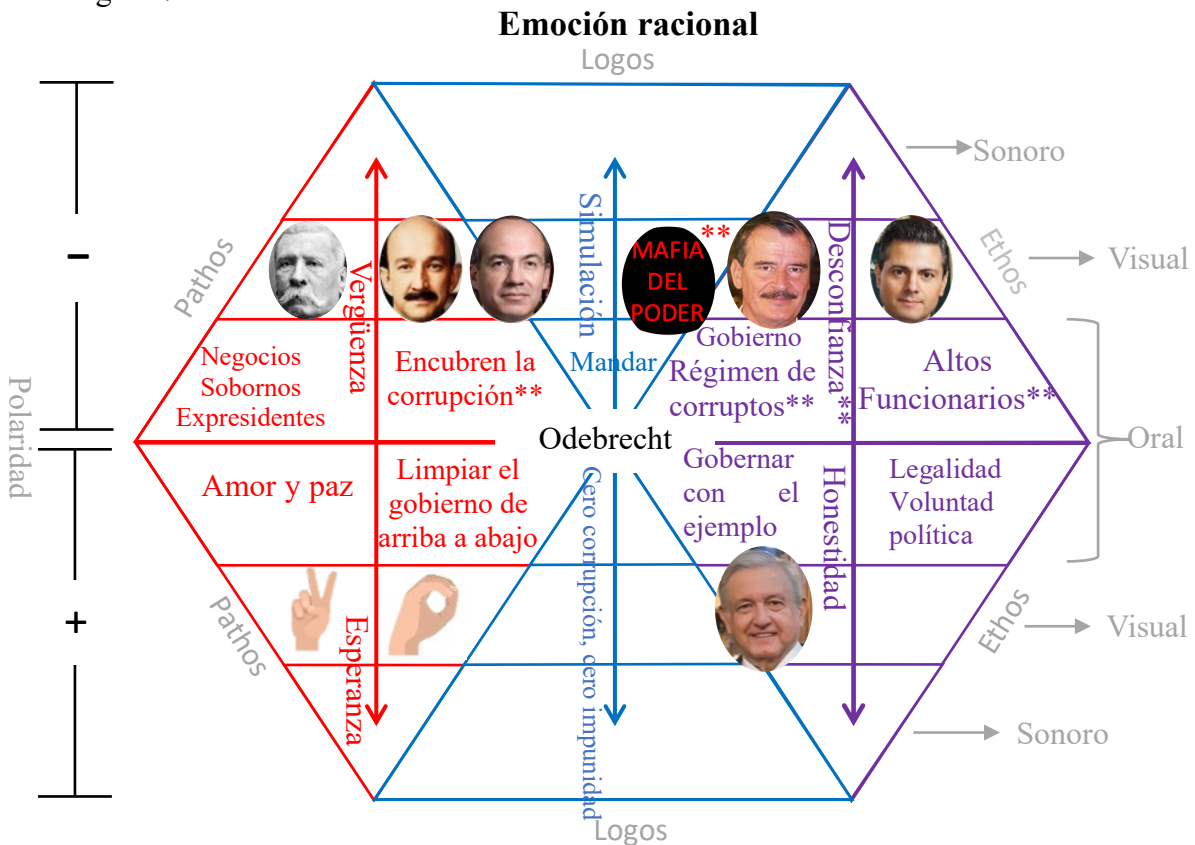 Emoción racional
Logos
Sonoro
-
Pathos
Vergüenza
Simulación
MAFIA
DEL
PODER
**
Desconfianza**
Ethos
Visual
Polaridad
Negocios
Sobornos
Expresidentes
Encubren la
corrupción**
Mandar
Gobierno
Régimen de
corruptos**
Altos
Funcionarios**
Odebrecht
Oral
Amor y paz
Limpiar el
gobierno de
arriba a abajo
Cero corrupción, cero impunidad
Gobernar
con el
ejemplo
Honestidad
Legalidad
Voluntad
política
+
Pathos
Esperanza
Ethos
Visual
Sonoro
Logos